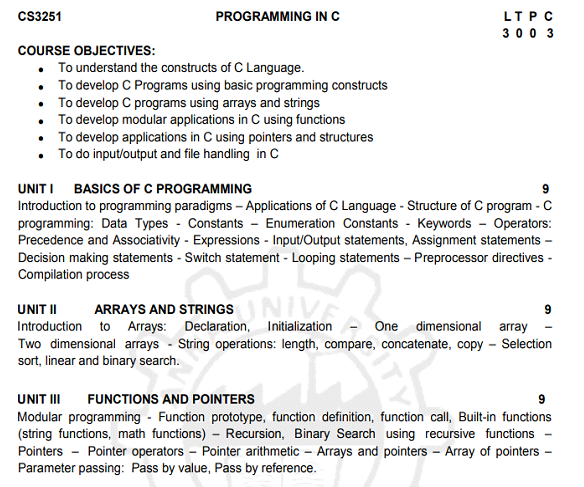 CS3251 PROGRAMMING IN C L T P C
3 0 0 3
COURSE OBJECTIVES:
• To understand the constructs of C Language.
• To develop C Programs using basic programming constructs
• To develop C programs using arrays and strings
• To develop modular applications in C using functions
• To develop applications in C using pointers and structures
• To do input/output and file handling in C
UNIT I BASICS OF C PROGRAMMING 9
Introduction to programming paradigms – Applications of C Language - Structure of C program - C
programming: Data Types - Constants – Enumeration Constants - Keywords – Operators:
Precedence and Associativity - Expressions - Input/Output statements, Assignment statements –
Decision making statements - Switch statement - Looping statements – Preprocessor directives -
Compilation process
UNIT II ARRAYS AND STRINGS 9
Introduction to Arrays: Declaration, Initialization – One dimensional array –
Two dimensional arrays - String operations: length, compare, concatenate, copy – Selection
sort, linear and binary search.
UNIT III FUNCTIONS AND POINTERS 9
Modular programming - Function prototype, function definition, function call, Built-in functions
(string functions, math functions) – Recursion, Binary Search using recursive functions –
Pointers – Pointer operators – Pointer arithmetic – Arrays and pointers – Array of pointers –
Parameter passing: Pass by value, Pass by reference.
UNIVERSITY